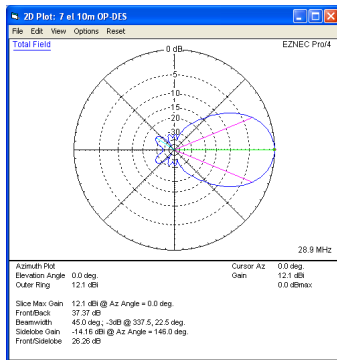 2D Plot: 7 el 10m OP-DES
File Edit View Options Reset
Total Field
EZNEC Pro/4
0 dB
-5
-10
-15
-20
-30
28.9 MHz
Azimuth Plot
Cursor Az 0.0 deg.
Elevation Angle 0.0 deg.
Gain 12.1 dBi
Outer Ring 12.1 dBi
0.0 dBmax
Slice Max Gain 12.1 dBi @ Az Angle = 0.0 deg.
Front/Back 37.37 dB
Beamwidth 45.0 deg.; -3dB @ 337.5, 22.5 deg.
Sidelobe Gain -14.16 dBi @ Az Angle = 146.0 deg.
Front/Sidelobe 26.26 dB